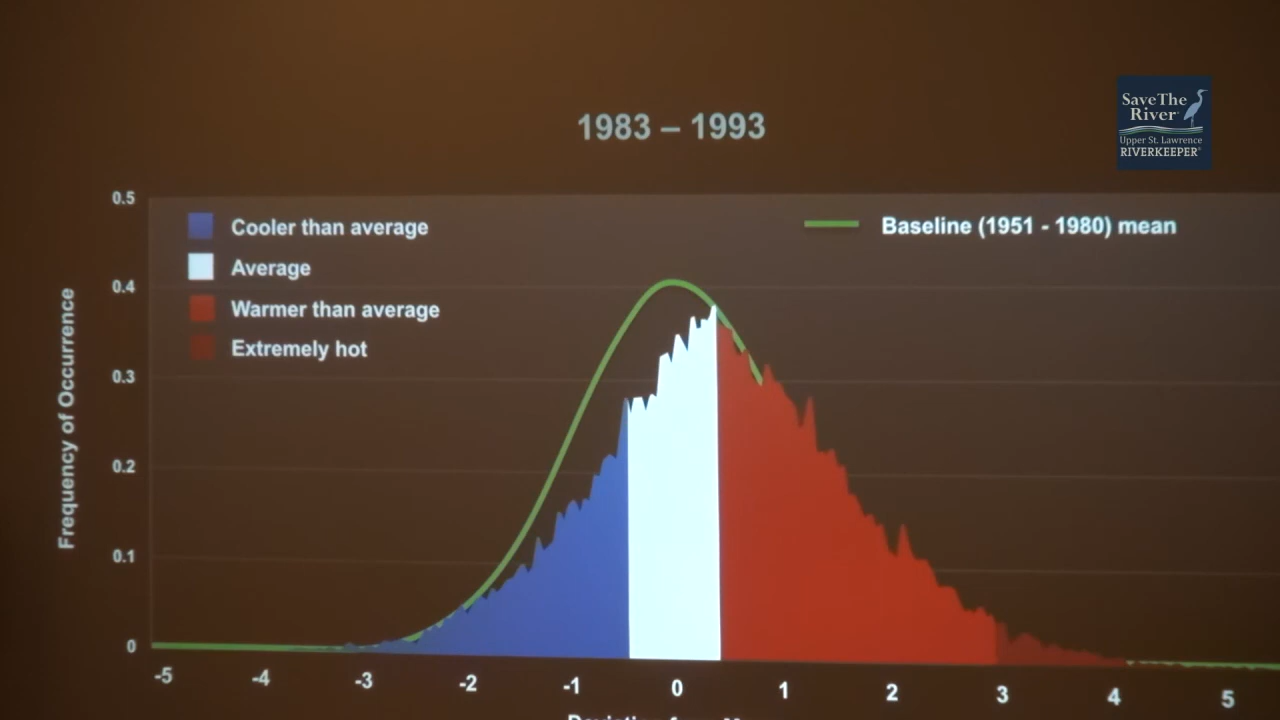 SaveThe
River
Upper St. Lawrence
RIVERKEEPER
1983 – 1993
0.5
0.4
0.3
0.2
0.1
0
Frequency of Occurrence
Cooler than average
Average
Warmer than average
Extremely hot
Baseline (1951 - 1980) mean
-5 -4 -3 -2 -1 0 1 2 3 4 5